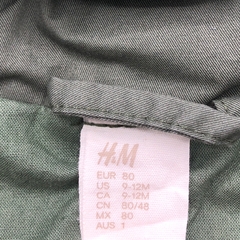 H&M
EUR 80
US 9-12M
CA 9-12M
CN 80/48
MX 80
AUS 1